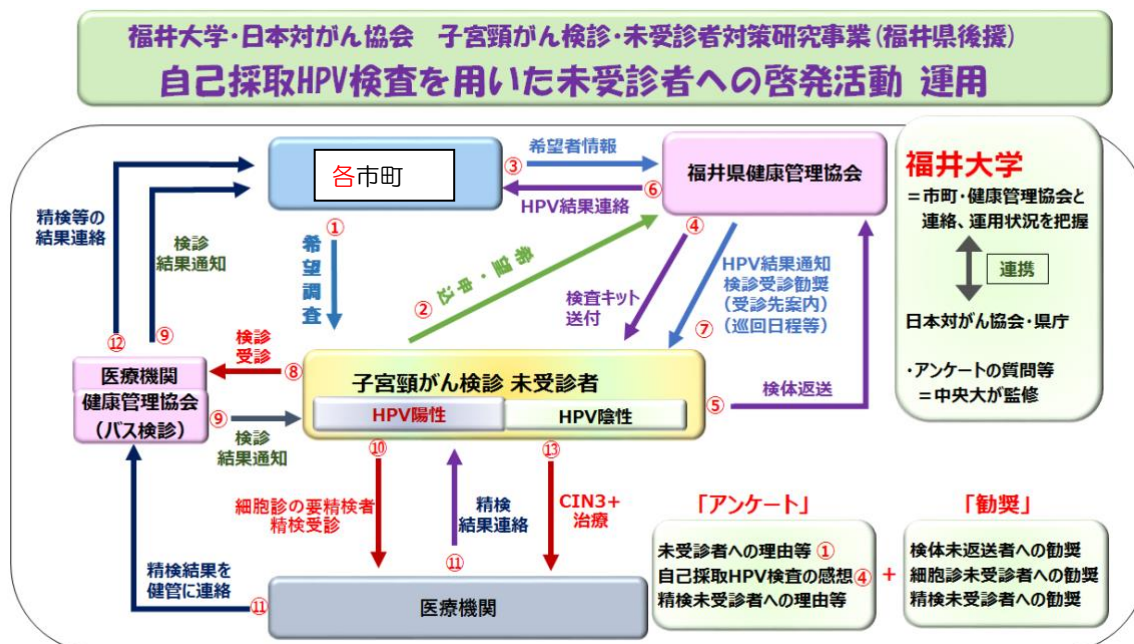 福井大学・日本対がん協会　子宮頸がん検診・未受診者対策研究事業(福井県後援)
自己採取HPV検査を用いた未受診者への啓発活動 運用
各市町
③
希望者情報
⑥
HPV結果連絡
福井県健康管理協会
福井大学
＝市町・健康管理協会と
連絡、運用状況を把握
連携
日本対がん協会・県庁
・アンケートの質問等
＝中央大が監修
精検等の
結果連絡
検診
結果通知
①
希望調査
②
希望・申込
④
検査キット
送付
HPV結果通知
検診受診勧奨
(受診先案内)
(巡回日程等)
⑦
⑫
⑨
検診
受診
⑧
医療機関
健康管理協会
(バス検診)
⑨
検診
結果通知
子宮頸がん検診 未受診者
HPV陽性
HPV陰性
⑤
検体返送
⑩
細胞診の要精検者
精検受診
精検
結果連絡
⑪
⑬
CIN3+
治療
精検結果を
健管に連絡
⑪
医療機関
「アンケート」
未受診者への理由等 ①
自己採取HPV検査の感想④
精検未受診者への理由等
+
「勧奨」
検体未返送者への勧奨
細胞診未受診者への勧奨
精検未受診者への勧奨